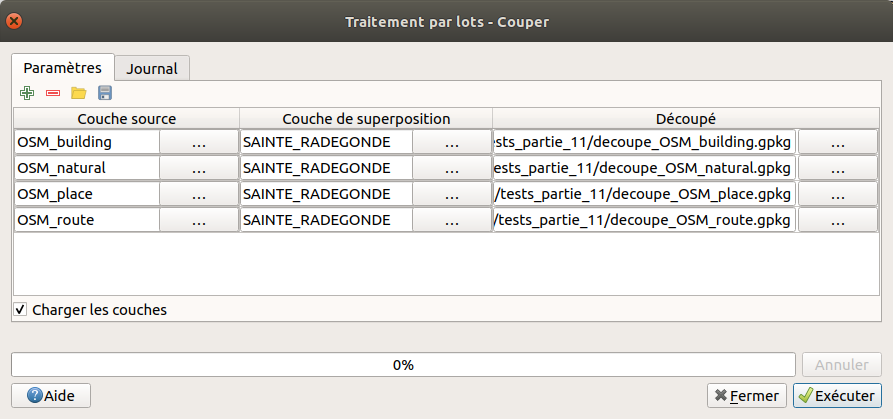 Traitement par lots - Couper
Paramètres Journal
Couche source Couche de superposition Découpé
OSM_building ... SAINTE_RADEGONDE ... ests_partie_11/decoupe_OSM_building.gpkg ...
OSM_natural ... SAINTE_RADEGONDE ... ests_partie_11/decoupe_OSM_natural.gpkg ...
OSM_place ... SAINTE_RADEGONDE ... /tests_partie_11/decoupe_OSM_place.gpkg ...
OSM_route ... SAINTE_RADEGONDE ... /tests_partie_11/decoupe_OSM_route.gpkg ...
Charger les couches
0% Annuler
Aide Fermer Exécuter